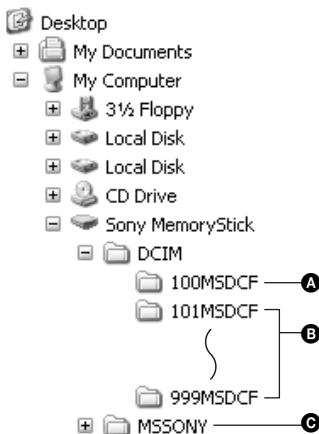 Desktop
My Documents
My Computer
3½ Floppy
Local Disk
Local Disk
CD Drive
Sony MemoryStick
DCIM
100MSDCF A
101MSDCF
B
999MSDCF
MSSONY C